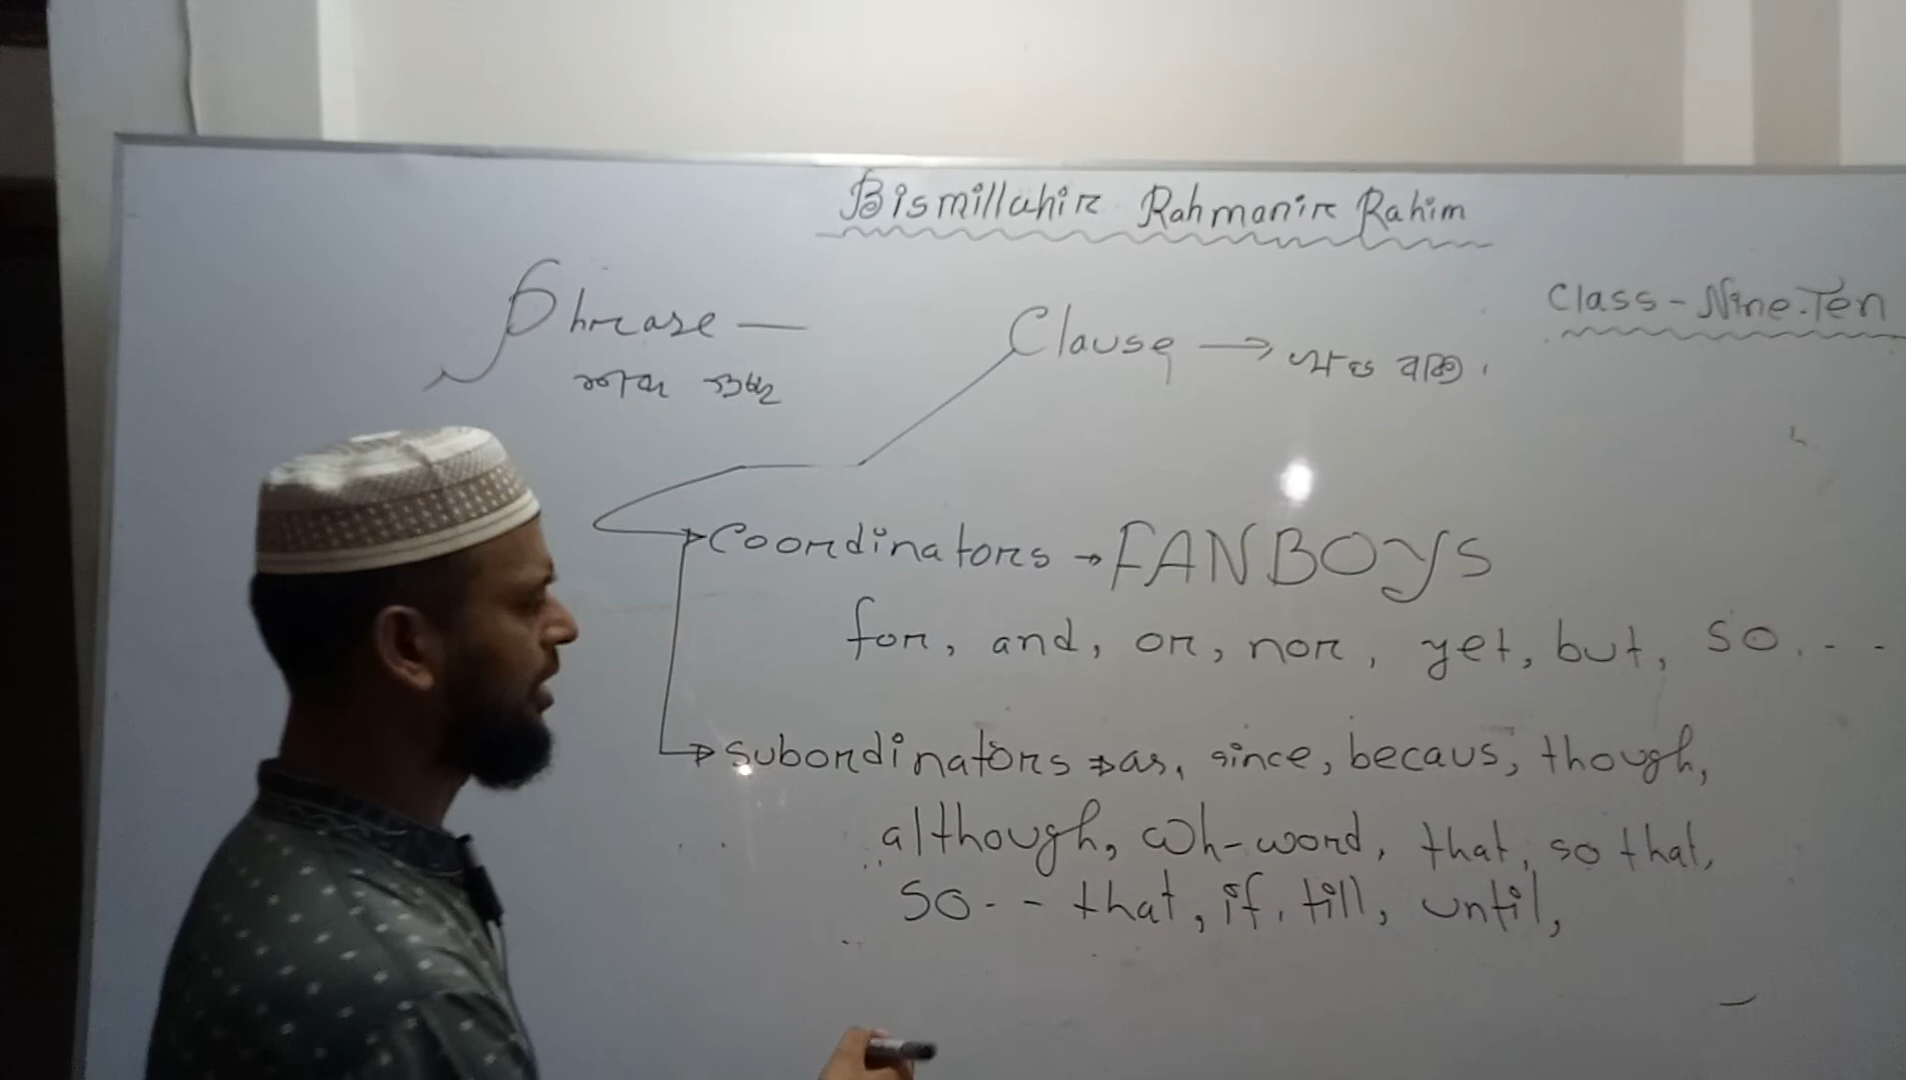 Bismillahir Rahmanir Rahim
Class - Nine-Ten
Phrase —
Clause → খণ্ড বাক্য।
Coordinators → FANBOYS
for, and, or, nor, yet, but, so. - -
Subordinators ⇒ as, since, becaus, though,
although, Wh-word, that, so that,
so - - that, if, till, until,